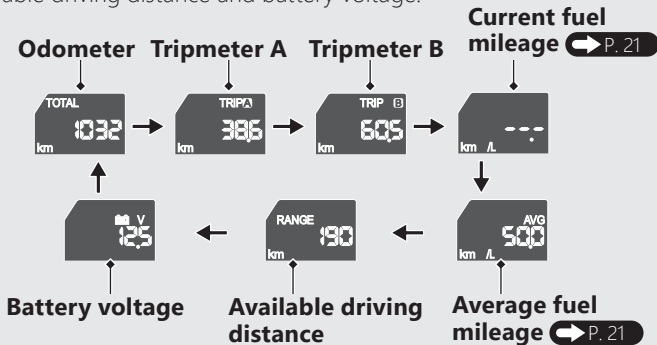 able driving distance and battery voltage.
Current fuel
mileage P. 21
Odometer Tripmeter A Tripmeter B
TOTAL
1032
km
TRIP A
38.6
km
TRIP B
60.5
km
---.-
km /L
V
12.5
RANGE
190
km
AVG
50.0
km /L
Battery voltage
Available driving
distance
Average fuel
mileage P. 21